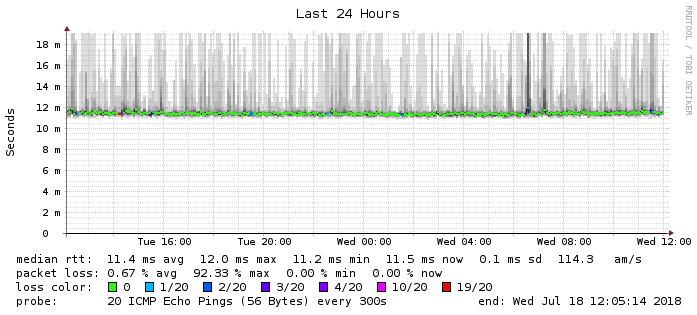 Last 24 Hours
RRDTOOL / TOBI OETIKER
Seconds
18 m
16 m
14 m
12 m
10 m
8 m
6 m
4 m
2 m
0
Tue 16:00 Tue 20:00 Wed 00:00 Wed 04:00 Wed 08:00 Wed 12:00
median rtt: 11.4 ms avg 12.0 ms max 11.2 ms min 11.5 ms now 0.1 ms sd 114.3 am/s
packet loss: 0.67 % avg 92.33 % max 0.00 % min 0.00 % now
loss color: 0 1/20 2/20 3/20 4/20 10/20 19/20
probe: 20 ICMP Echo Pings (56 Bytes) every 300s end: Wed Jul 18 12:05:14 2018